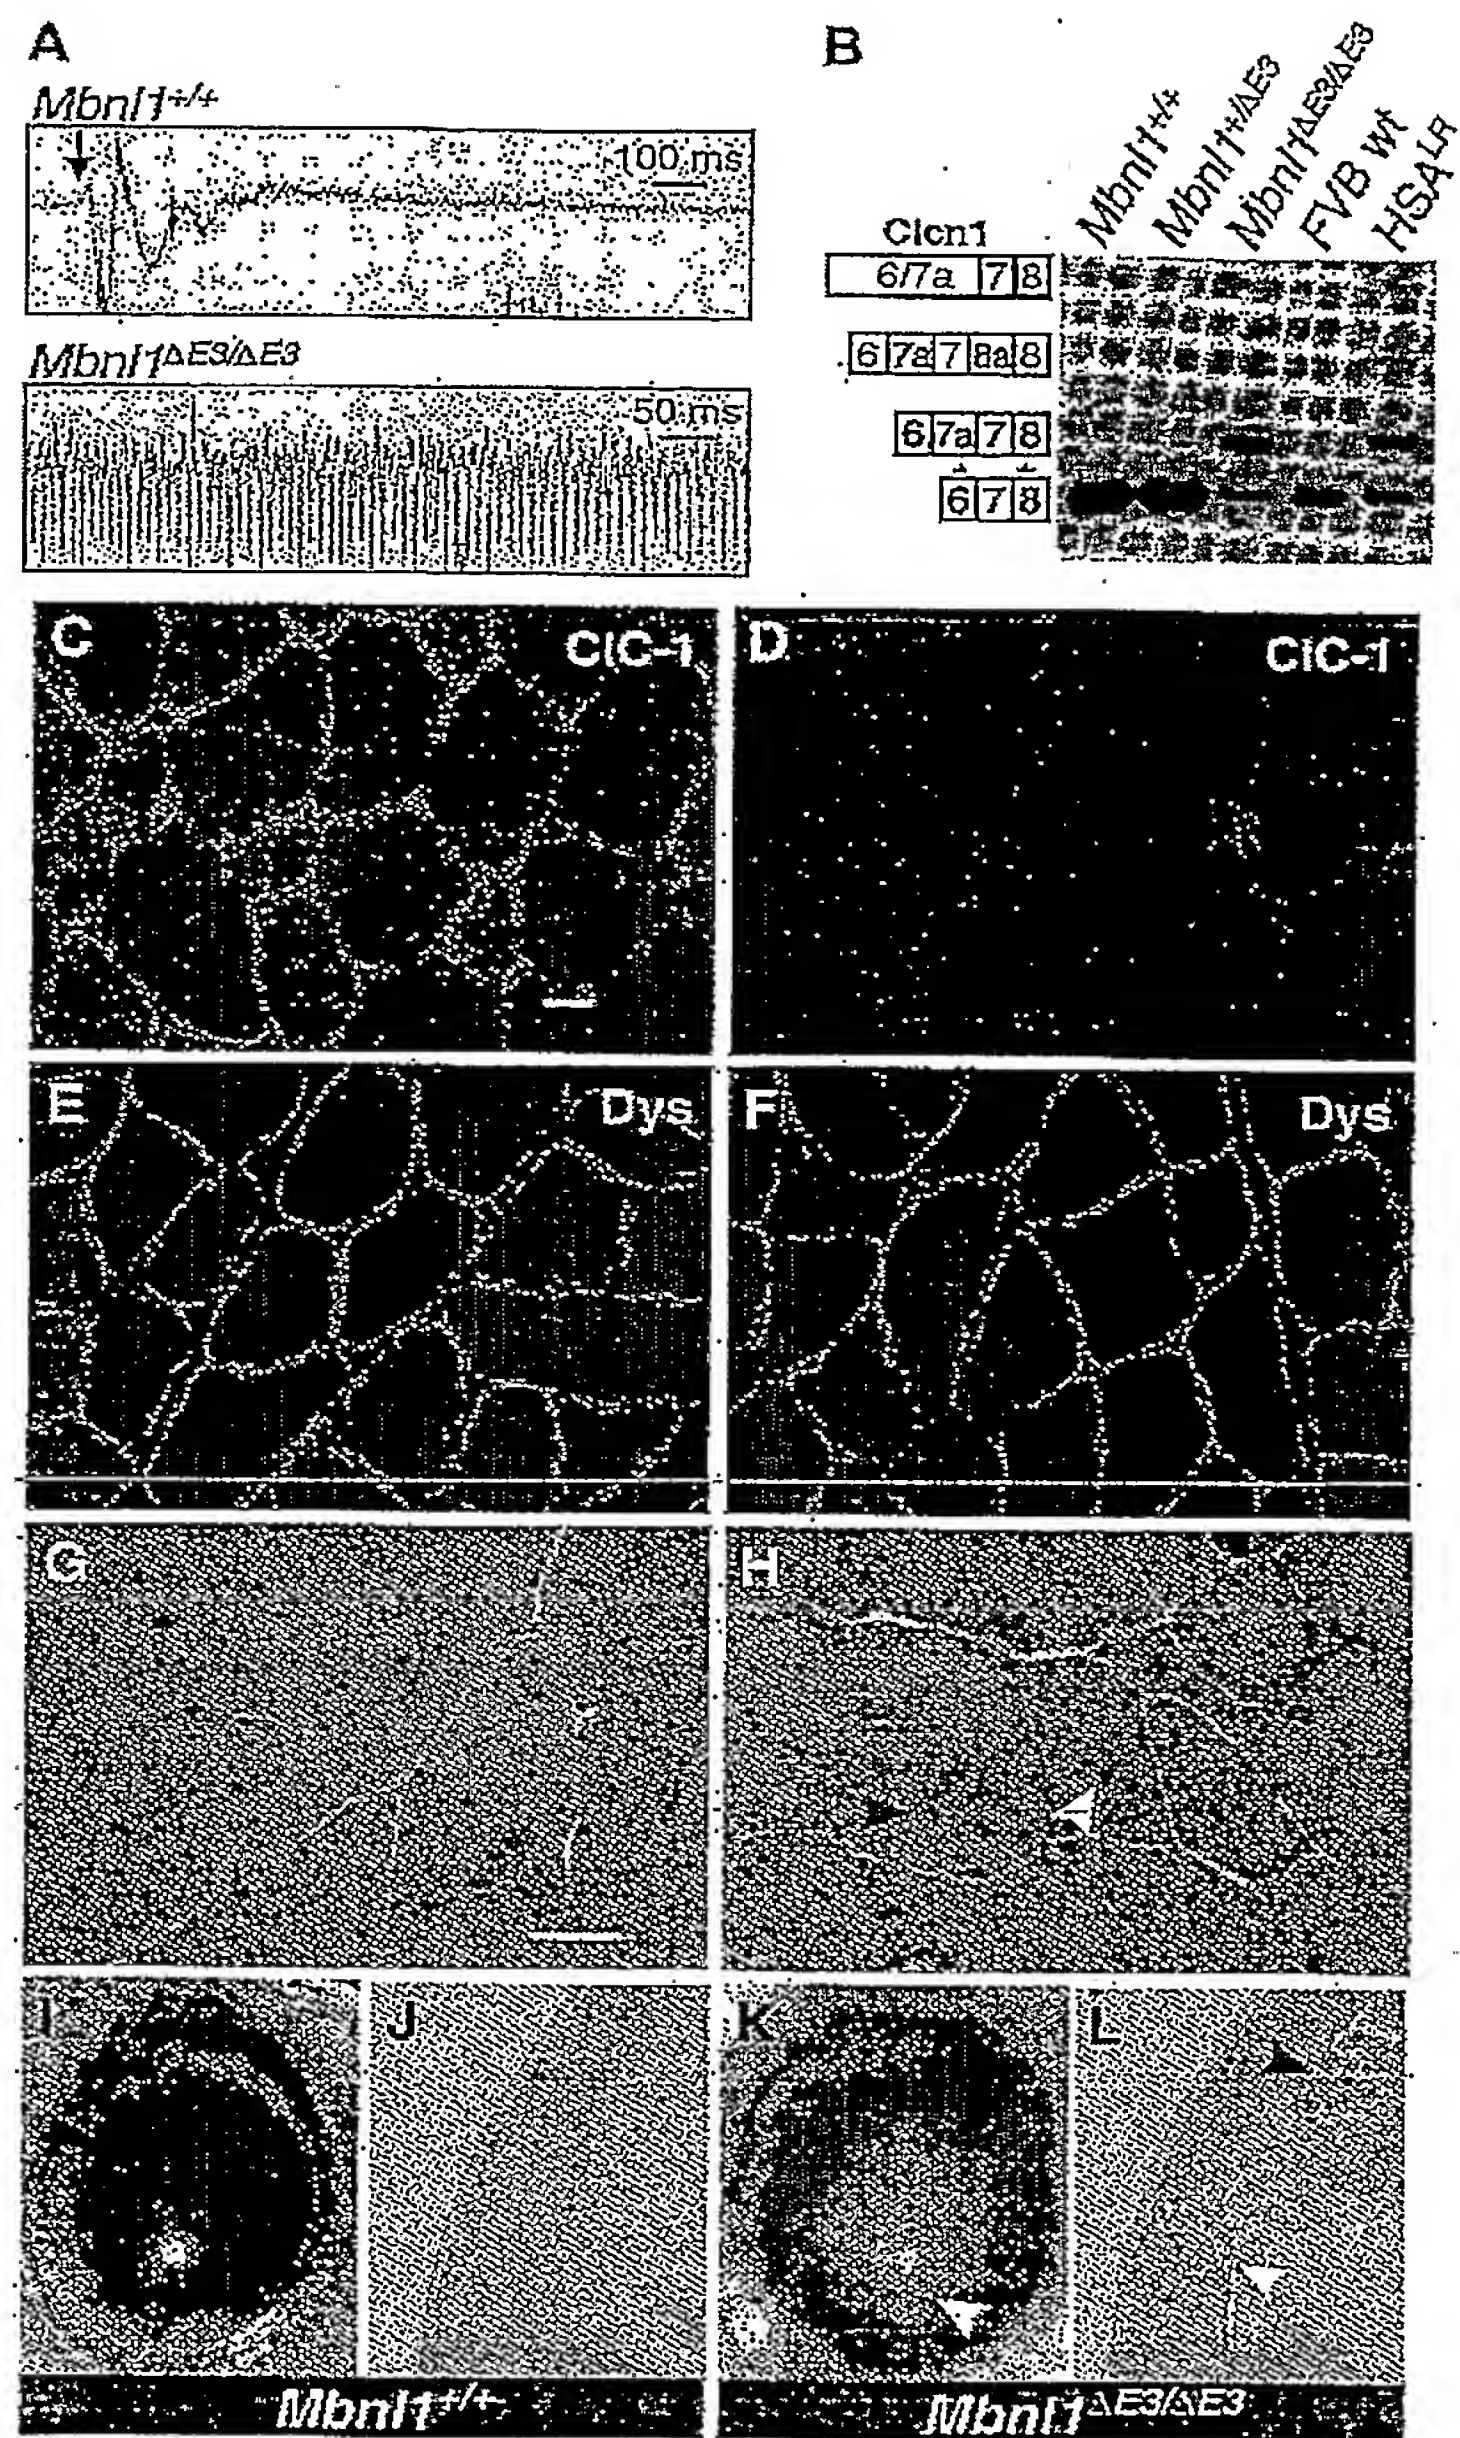 A
Mbnl1+/+
100 ms
Mbnl1ΔE3/ΔE3
50 ms
B
Mbnl1+/+
Mbnl1+/ΔE3
Mbnl1ΔE3/ΔE3
FVB wt
HSALR
Clcn1
6/7a 7 8
6 7a 7 8a 8
6 7a 7 8
6 7 8
C ClC-1
D ClC-1
E Dys
F Dys
G
H
I
J
K
L
Mbnl1+/+
Mbnl1ΔE3/ΔE3